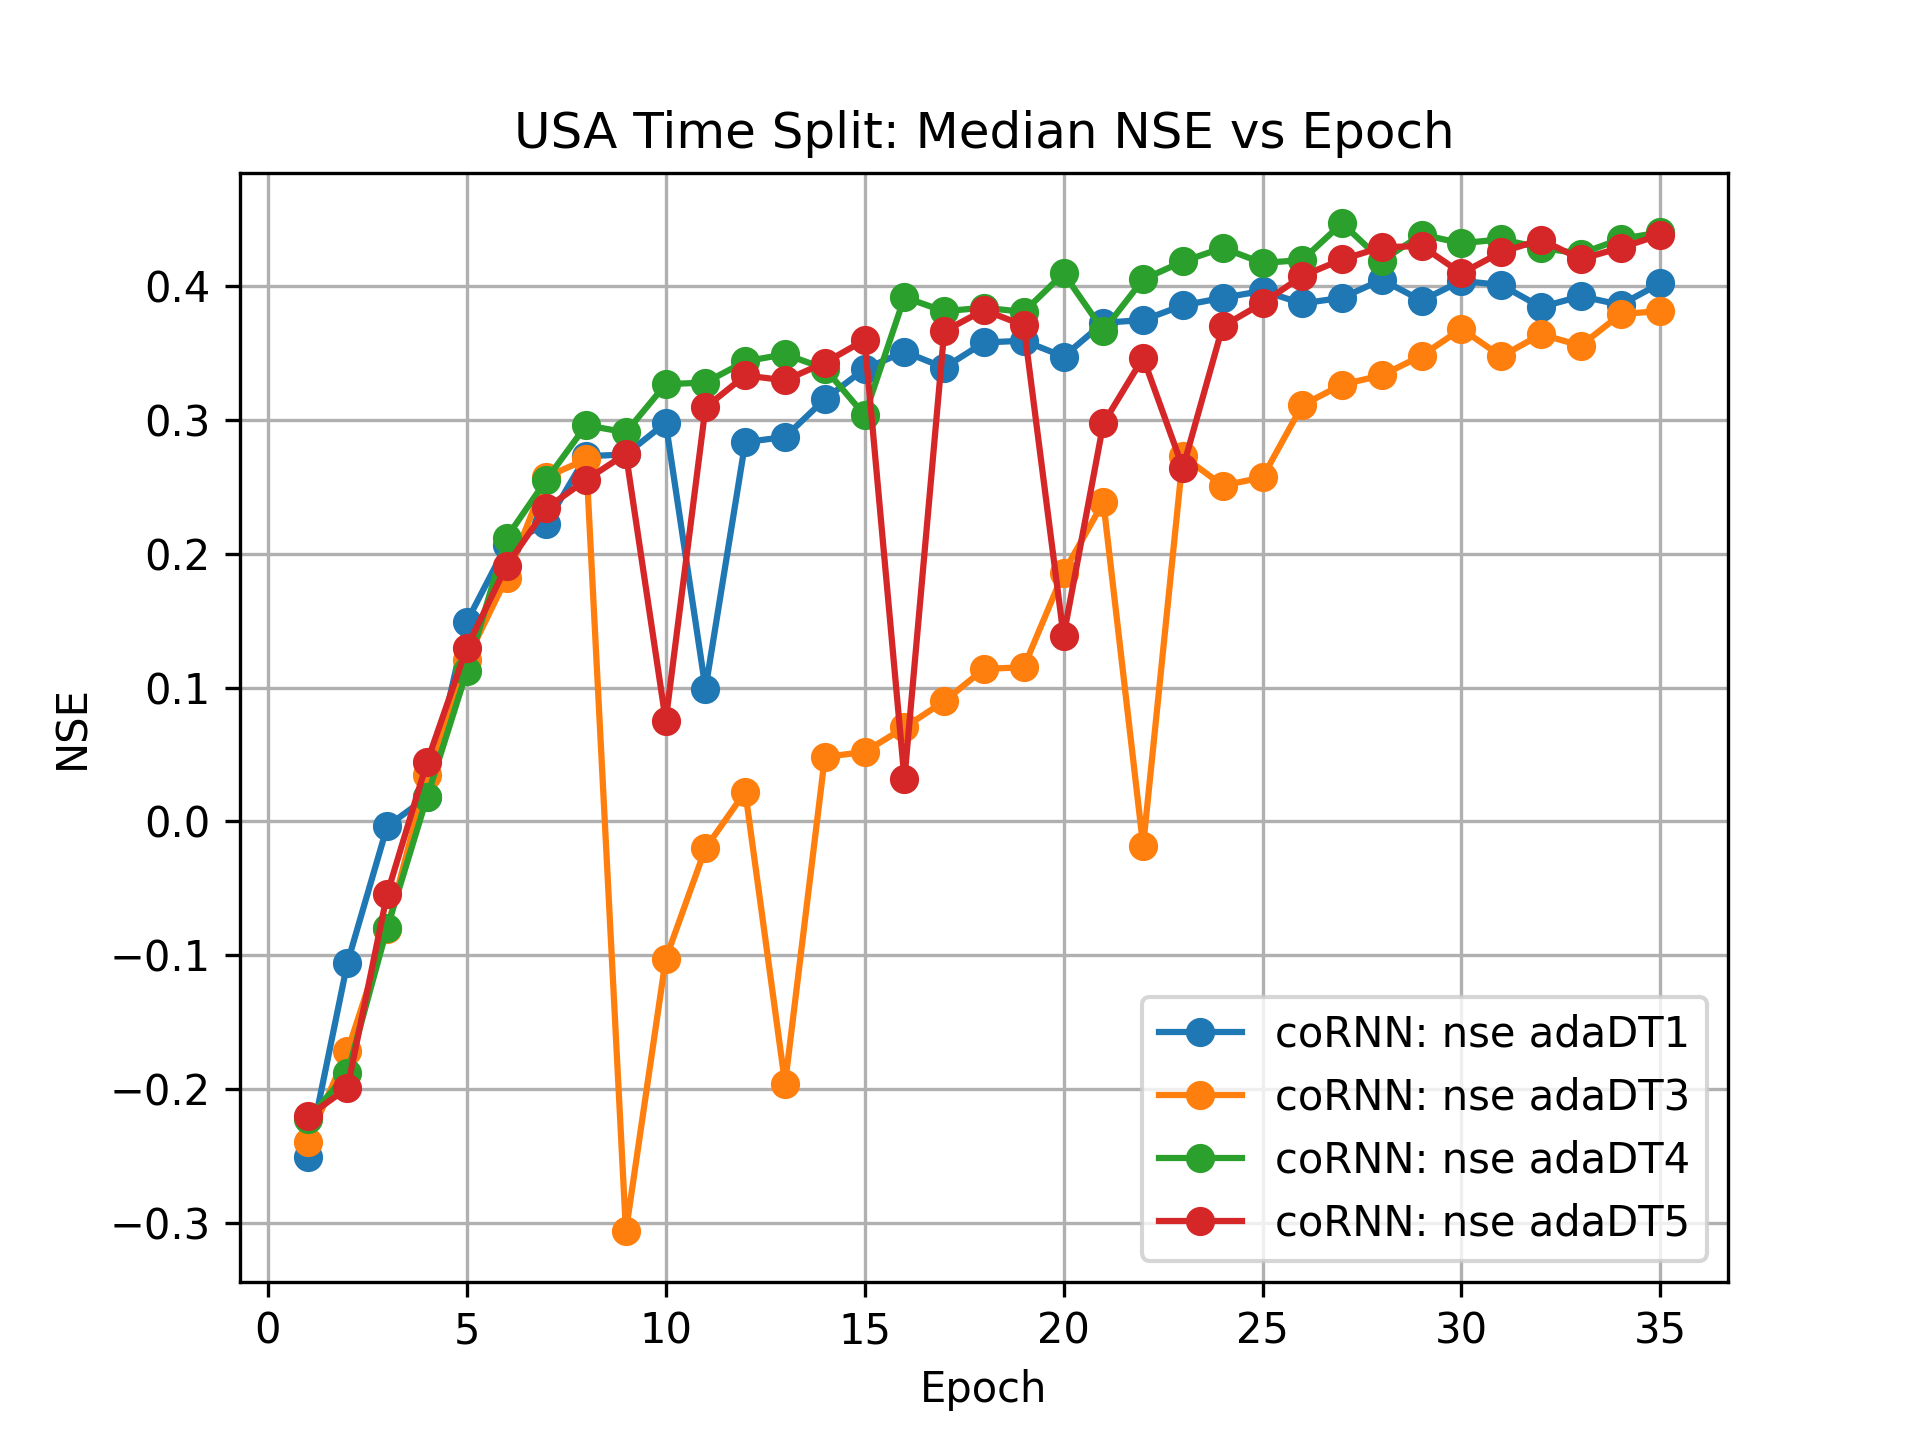 USA Time Split: Median NSE vs Epoch
NSE
0.4
0.3
0.2
0.1
0.0
−0.1
−0.2
−0.3
0 5 10 15 20 25 30 35
Epoch
coRNN: nse adaDT1
coRNN: nse adaDT3
coRNN: nse adaDT4
coRNN: nse adaDT5